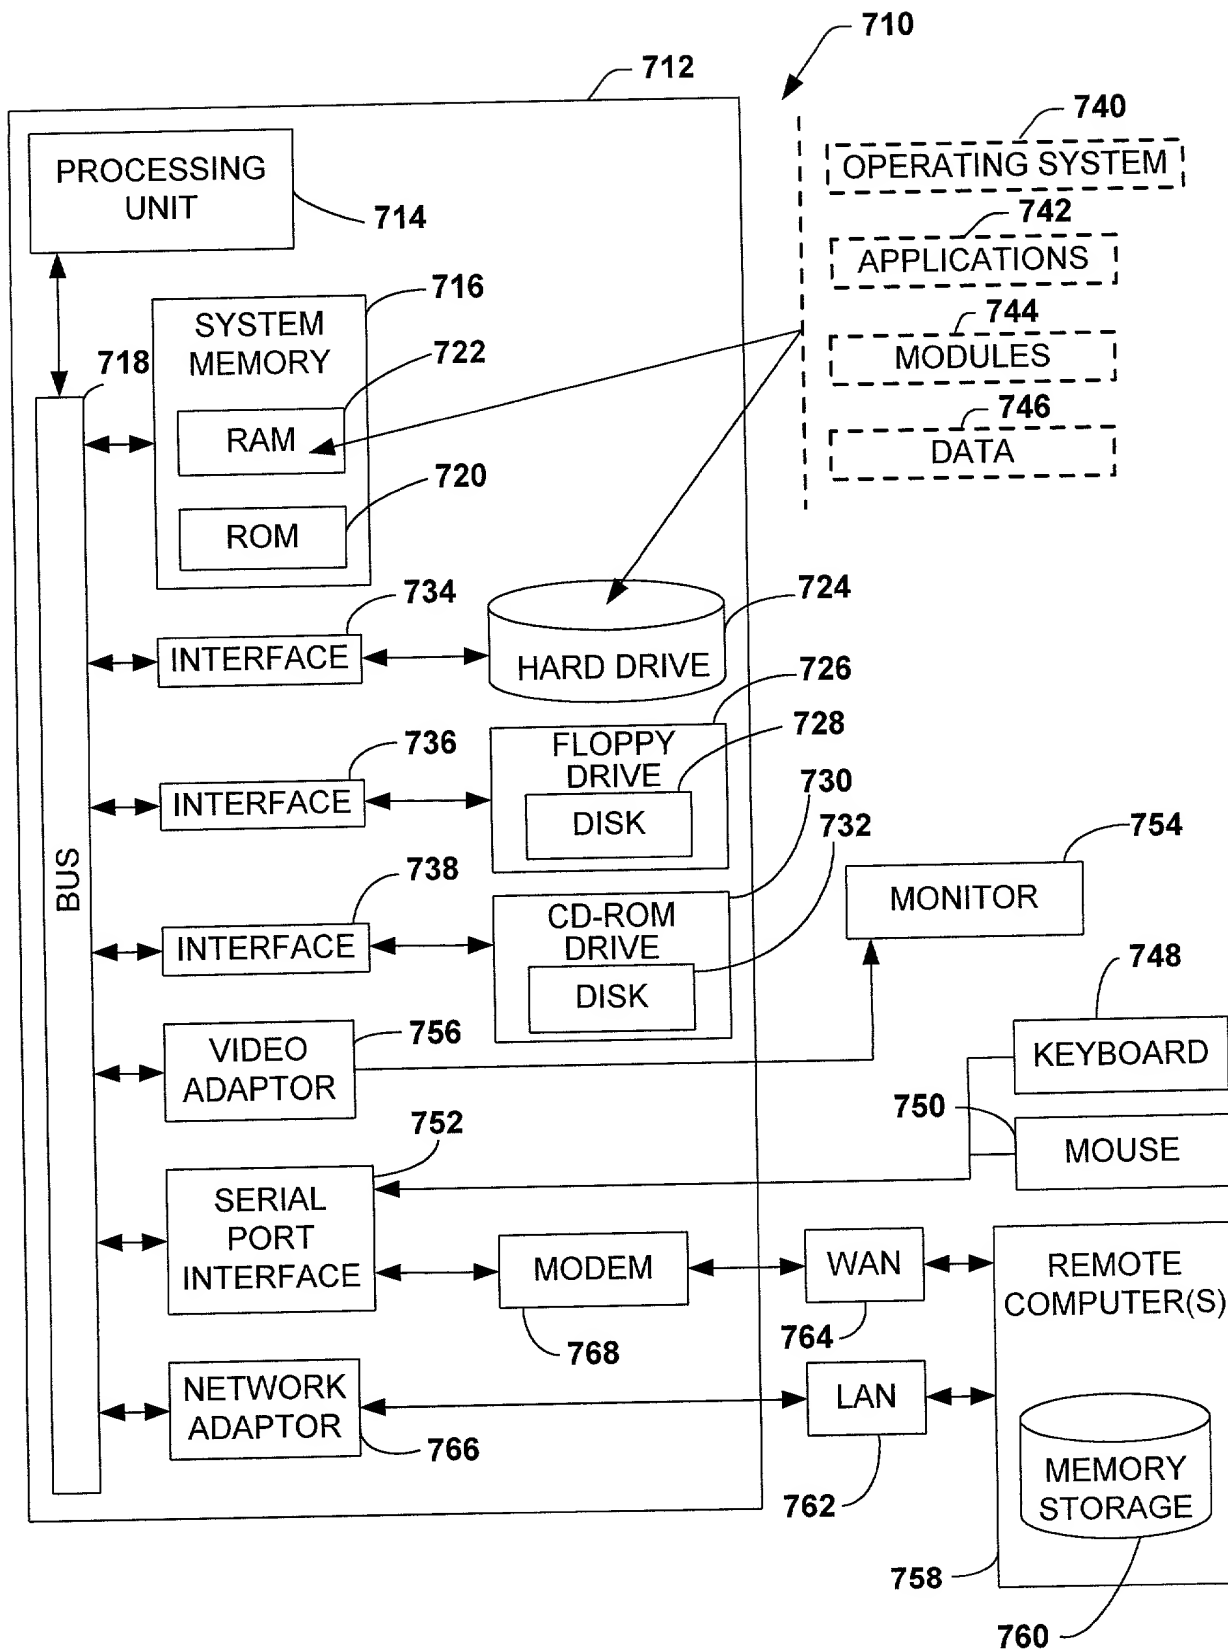 710
712
740
OPERATING SYSTEM
PROCESSING
UNIT
714
742
APPLICATIONS
716
SYSTEM
MEMORY
744
MODULES
718
722
RAM
746
DATA
720
ROM
734
INTERFACE
724
HARD DRIVE
726
736
INTERFACE
FLOPPY
DRIVE
728
DISK
730
732
754
MONITOR
BUS
738
INTERFACE
CD-ROM
DRIVE
DISK
748
KEYBOARD
756
VIDEO
ADAPTOR
750
MOUSE
752
SERIAL
PORT
INTERFACE
MODEM
768
WAN
764
REMOTE
COMPUTER(S)
NETWORK
ADAPTOR
766
LAN
762
MEMORY
STORAGE
758
760